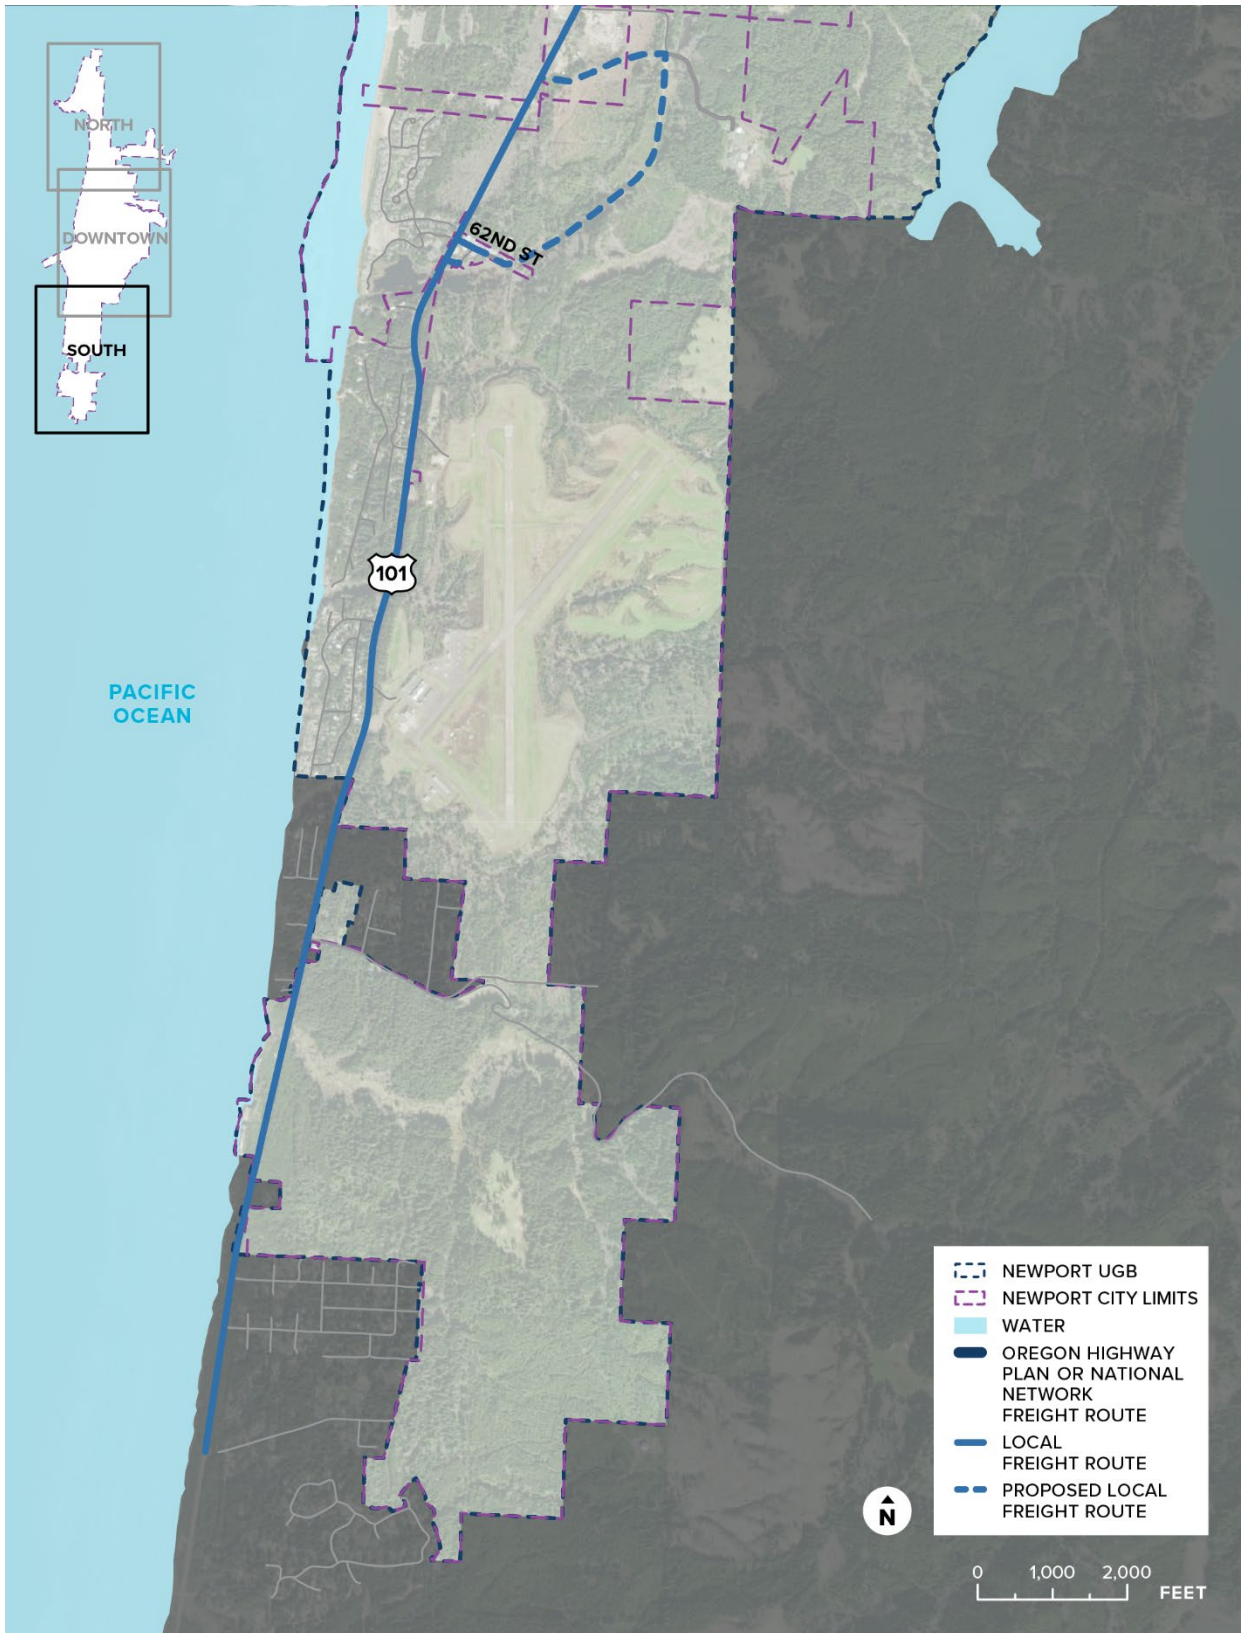 NORTH
DOWNTOWN
SOUTH
62ND ST
101
PACIFIC
OCEAN
NEWPORT UGB
NEWPORT CITY LIMITS
WATER
OREGON HIGHWAY
PLAN OR NATIONAL
NETWORK
FREIGHT ROUTE
LOCAL
FREIGHT ROUTE
PROPOSED LOCAL
FREIGHT ROUTE
N
0 1,000 2,000
FEET